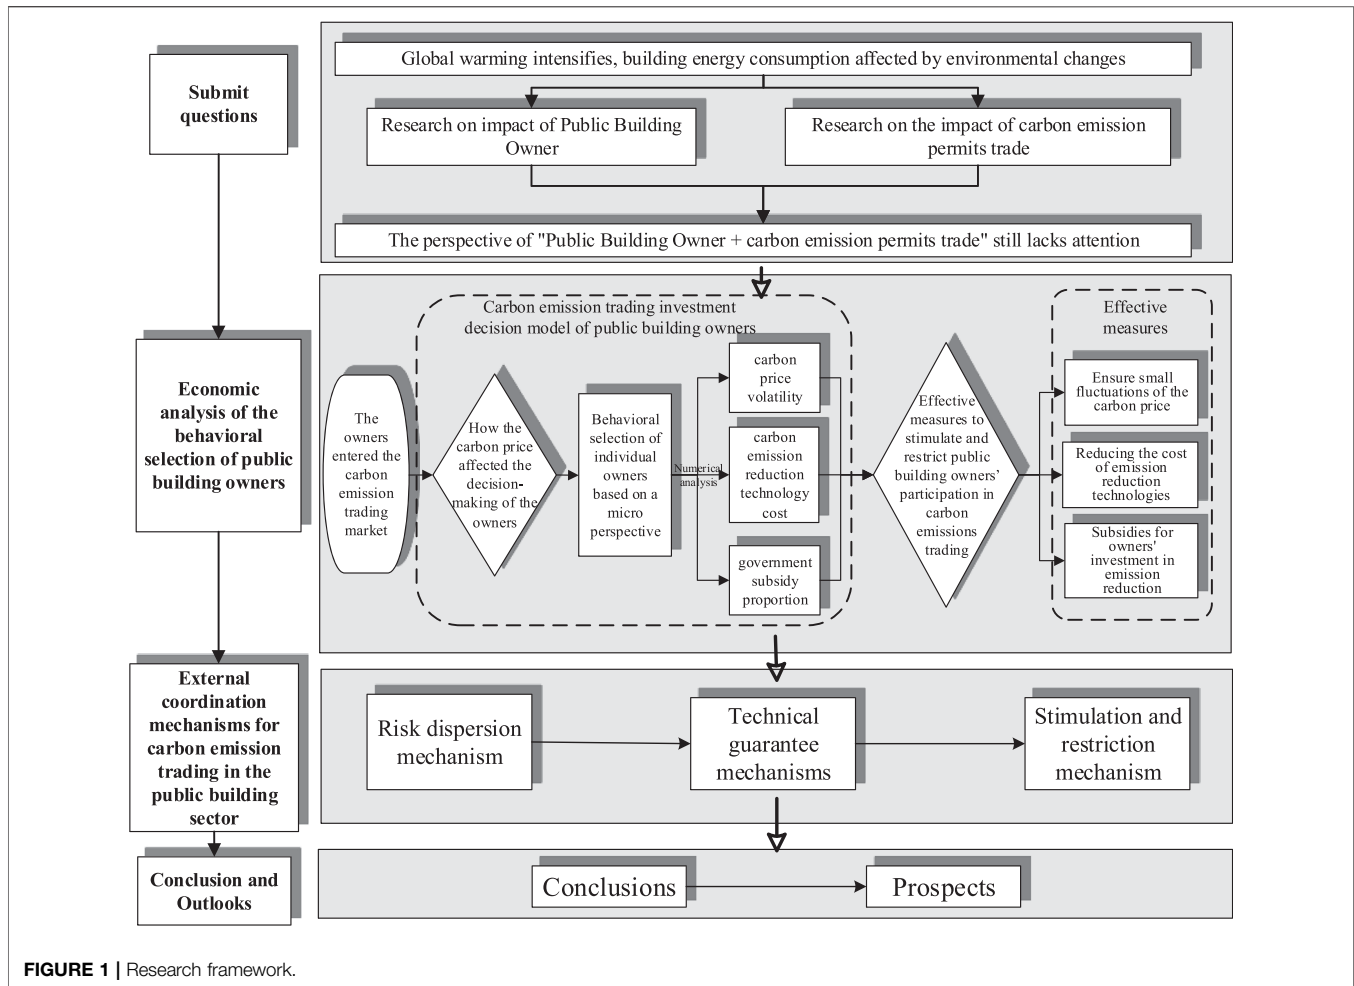 Submit
questions
Global warming intensifies, building energy consumption affected by environmental changes
Research on impact of Public Building
Owner
Research on the impact of carbon emission
permits trade
The perspective of "Public Building Owner + carbon emission permits trade" still lacks attention
Economic
analysis of the
behavioral
selection of public
building owners
The
owners
entered the
carbon
emission
trading
market
Carbon emission trading investment
decision model of public building owners
How the
carbon price
affected the
decision-
making of the
owners
Behavioral
selection of
individual
owners
based on a
micro
perspective
Numerical
analysis
carbon
price
volatility
carbon
emission
reduction
technology
cost
government
subsidy
proportion
Effective
measures to
stimulate and
restrict public
building owners'
participation in
carbon
emissions
trading
Effective
measures
Ensure small
fluctuations of the
carbon price
Reducing the cost
of emission
reduction
technologies
Subsidies for
owners'
investment in
emission
reduction
External
coordination
mechanisms for
carbon emission
trading in the
public building
sector
Risk dispersion
mechanism
Technical
guarantee
mechanisms
Stimulation and
restriction
mechanism
Conclusion and
Outlooks
Conclusions
Prospects
FIGURE 1 | Research framework.